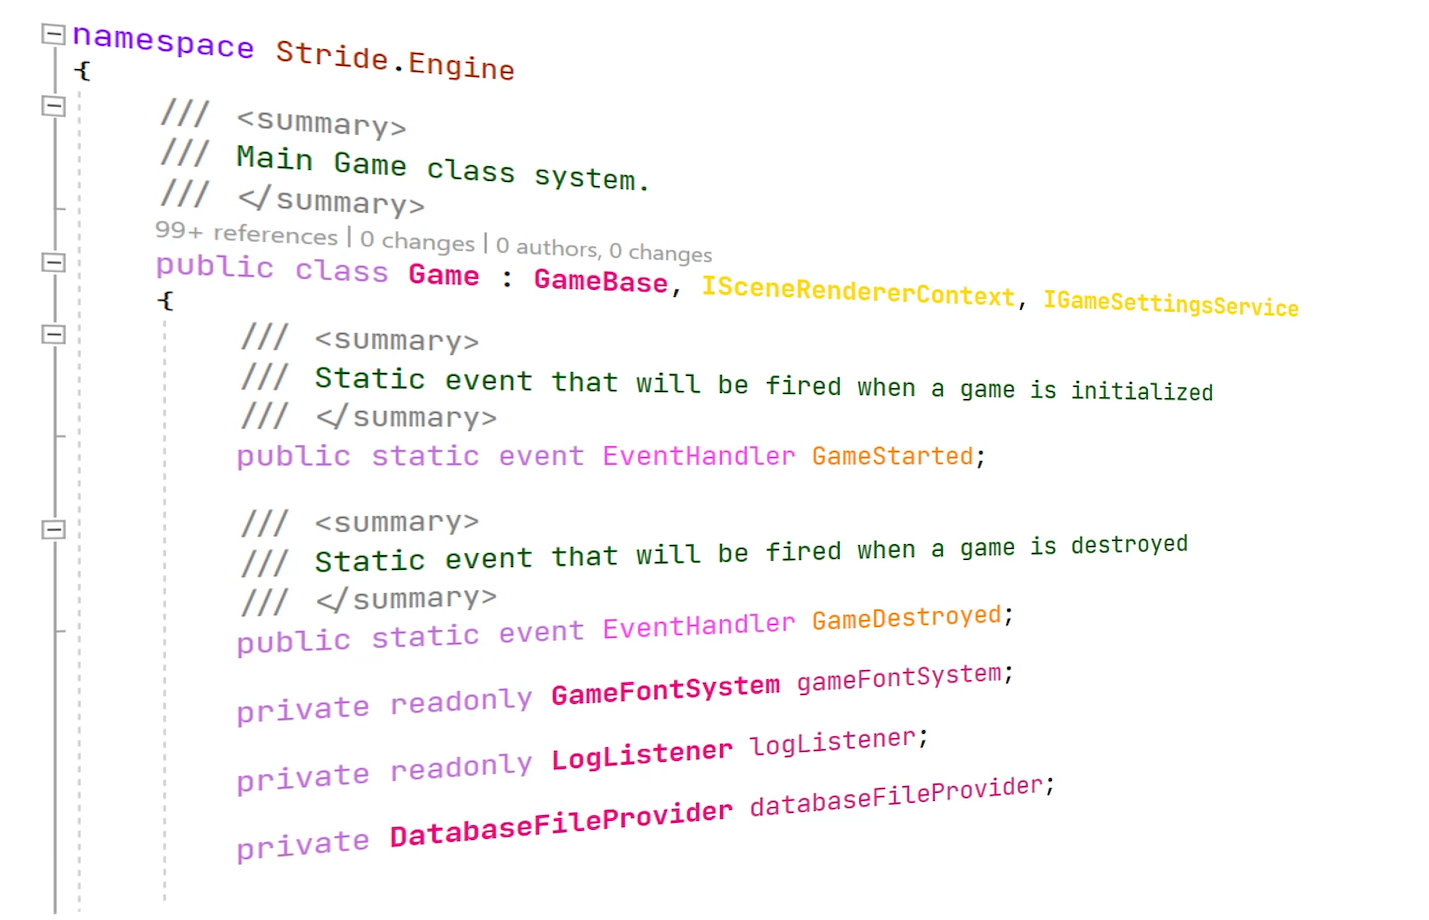 namespace Stride.Engine
{
/// <summary>
/// Main Game class system.
/// </summary>
99+ references | 0 changes | 0 authors, 0 changes
public class Game : GameBase, ISceneRendererContext, IGameSettingsService
{
/// <summary>
/// Static event that will be fired when a game is initialized
/// </summary>
public static event EventHandler GameStarted;
/// <summary>
/// Static event that will be fired when a game is destroyed
/// </summary>
public static event EventHandler GameDestroyed;
private readonly GameFontSystem gameFontSystem;
private readonly LogListener logListener;
private DatabaseFileProvider databaseFileProvider;